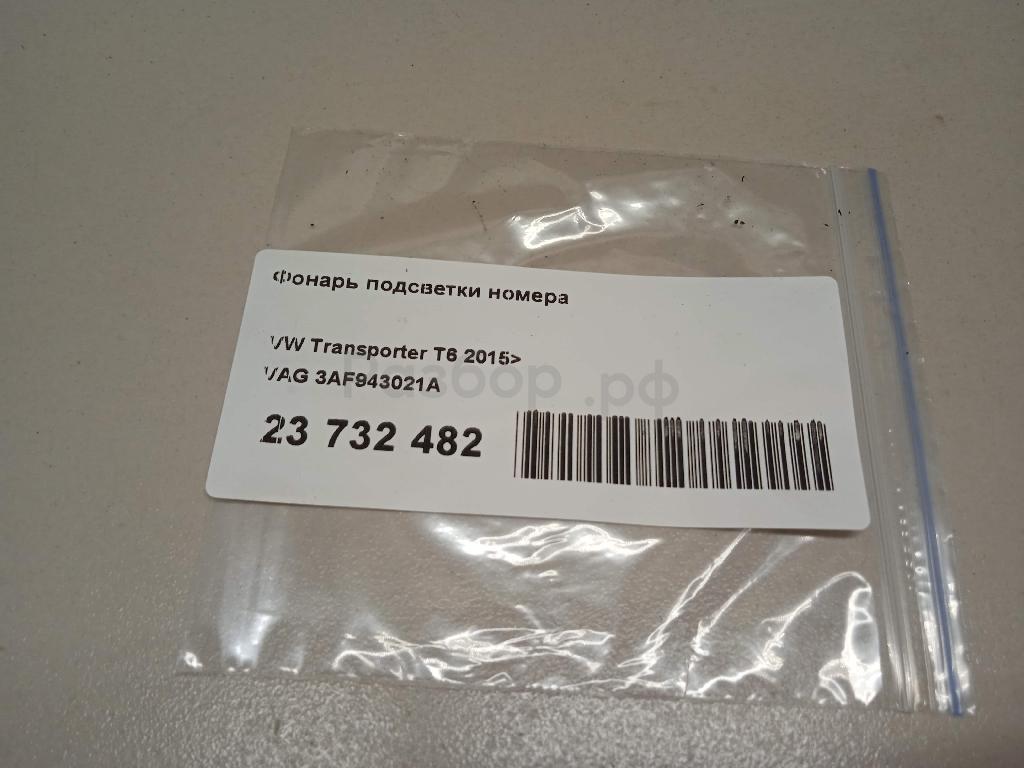 Фонарь подсветки номера
VW Transporter T6 2015>
VAG 3AF943021A
Разбор.рф
23 732 482